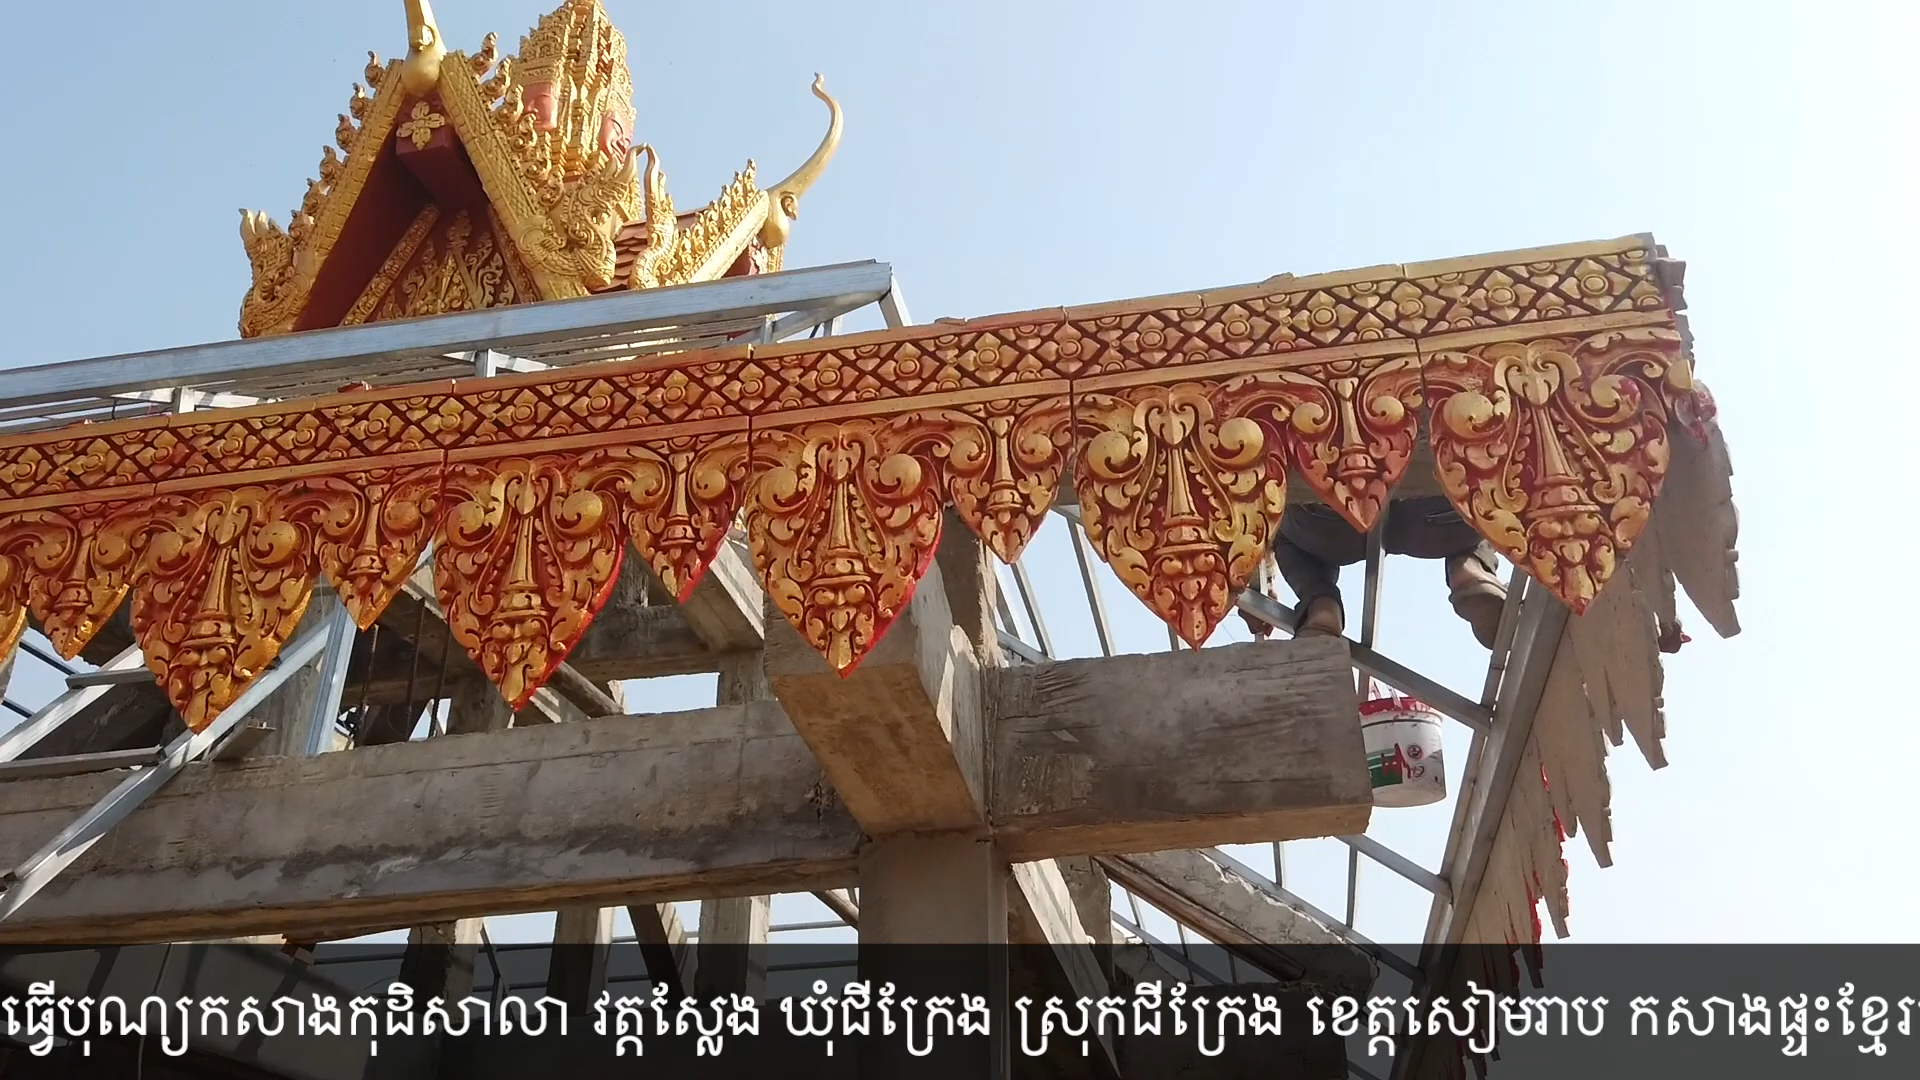 ធ្វើបុណ្យកសាងកុដិសាលា វត្តស្លែង ឃុំជីក្រែង ស្រុកជីក្រែង ខេត្តសៀមរាប កសាងផ្ទះខ្មែរ